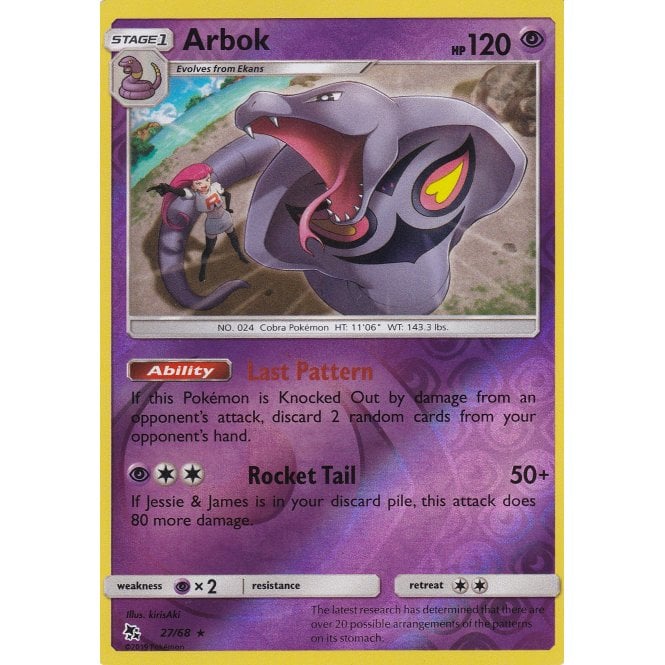 STAGE1 Arbok HP120
Evolves from Ekans
R
NO. 024 Cobra Pokémon HT: 11'06" WT: 143.3 lbs.
Ability Last Pattern
If this Pokémon is Knocked Out by damage from an
opponent's attack, discard 2 random cards from your
opponent's hand.
Rocket Tail 50+
If Jessie & James is in your discard pile, this attack does
80 more damage.
weakness ×2 resistance retreat
Illus. kirisAki
27/68 ★
©2019 Pokémon
The latest research has determined that there are
over 20 possible arrangements of the patterns
on its stomach.